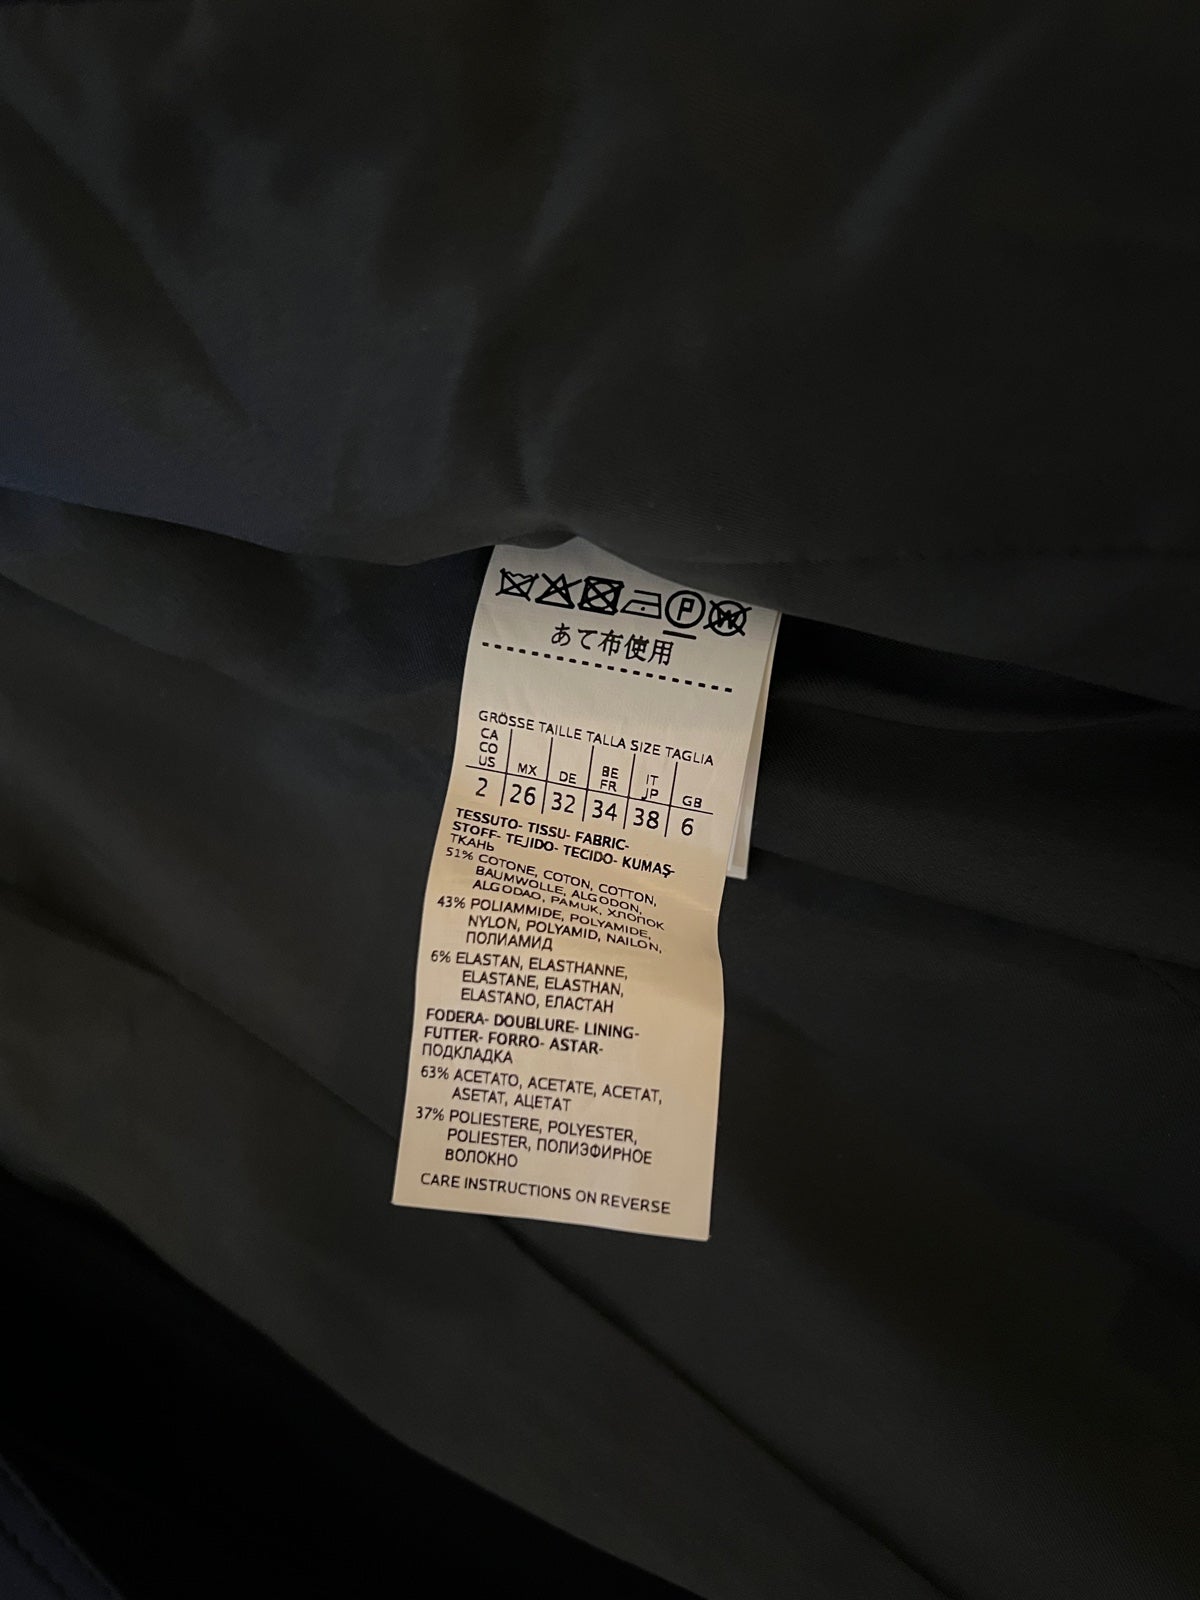 P W
あて布使用
GRÖSSE TAILLE TALLA SIZE TAGLIA
CA CO US MX DE BE FR IT JP GB
2 26 32 34 38 6
TESSUTO- TISSU- FABRIC-
STOFF- TEJIDO- TECIDO- KUMAŞ-
ТКАНЬ
51% COTONE, COTON, COTTON,
BAUMWOLLE, ALGODON,
ALGODAO, PAMUK, ХЛОПОК
43% POLIAMMIDE, POLYAMIDE,
NYLON, POLYAMID, NAILON,
ПОЛИАМИД
6% ELASTAN, ELASTHANNE,
ELASTANE, ELASTHAN,
ELASTANO, ЕПАСТАН
FODERA- DOUBLURE- LINING-
FUTTER- FORRO- ASTAR-
ПОДКЛАДКА
63% ACETATO, ACETATE, ACETAT,
ASETAT, АЦЕТАТ
37% POLIESTERE, POLYESTER,
POLIESTER, ПОЛИЭФИРНОЕ
ВОЛОКНО
CARE INSTRUCTIONS ON REVERSE